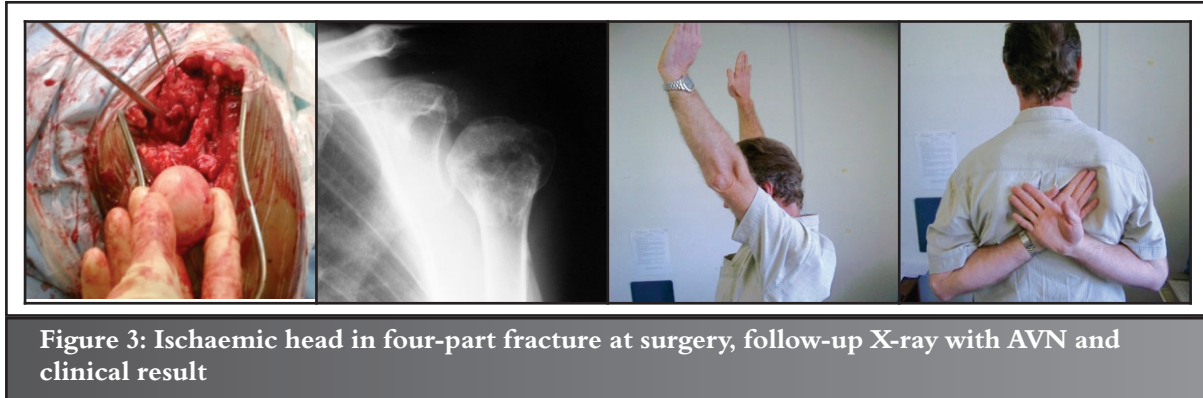 Figure 3: Ischaemic head in four-part fracture at surgery, follow-up X-ray with AVN and
clinical result